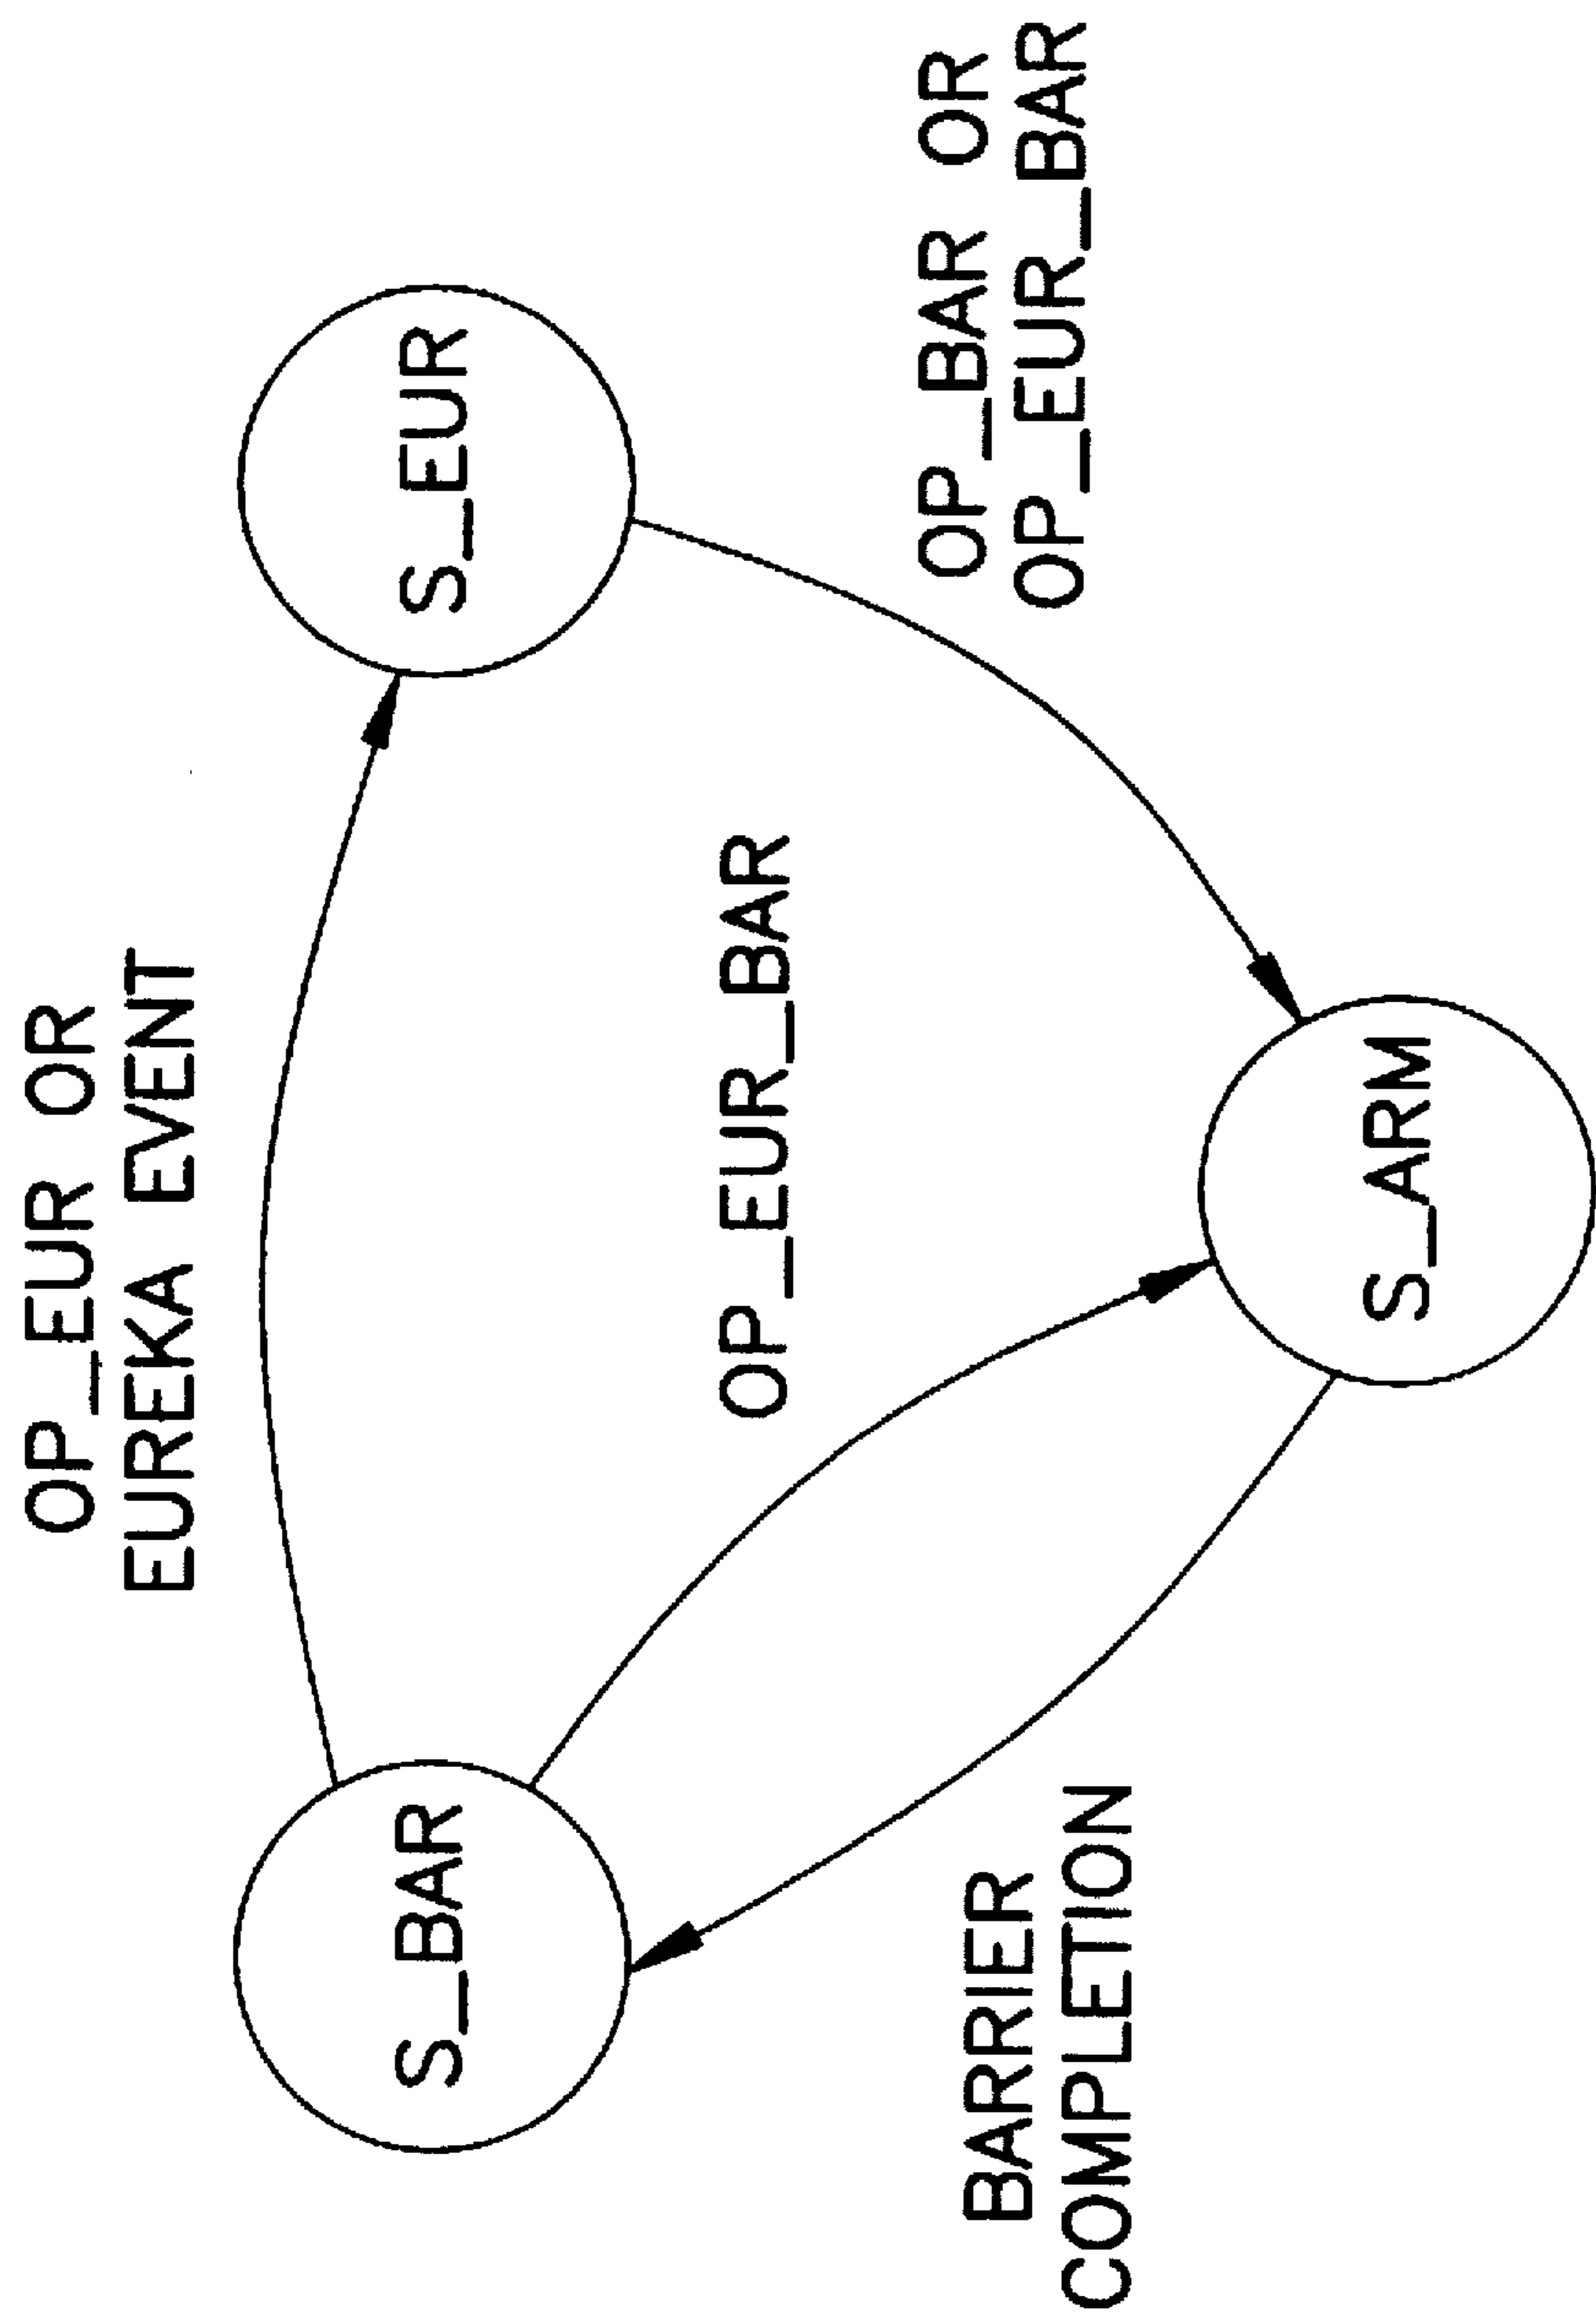 OP_EUR OR
EUREKA EVENT
S_BAR
S_EUR
OP_EUR_BAR
BARRIER
COMPLETION
OP_BAR OR
OP_EUR_BAR
S_ARM